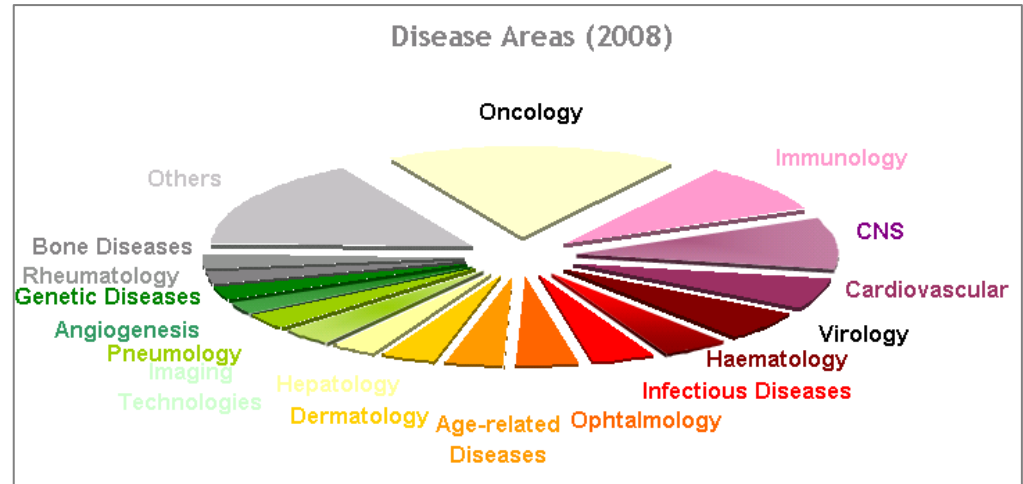 Disease Areas (2008)
Oncology
Immunology
Others
CNS
Bone Diseases
Rheumatology
Cardiovascular
Genetic Diseases
Angiogenesis
Virology
Pneumology
Haematology
Imaging
Technologies
Hepatology
Infectious Diseases
Dermatology
Age-related
Diseases
Ophtalmology